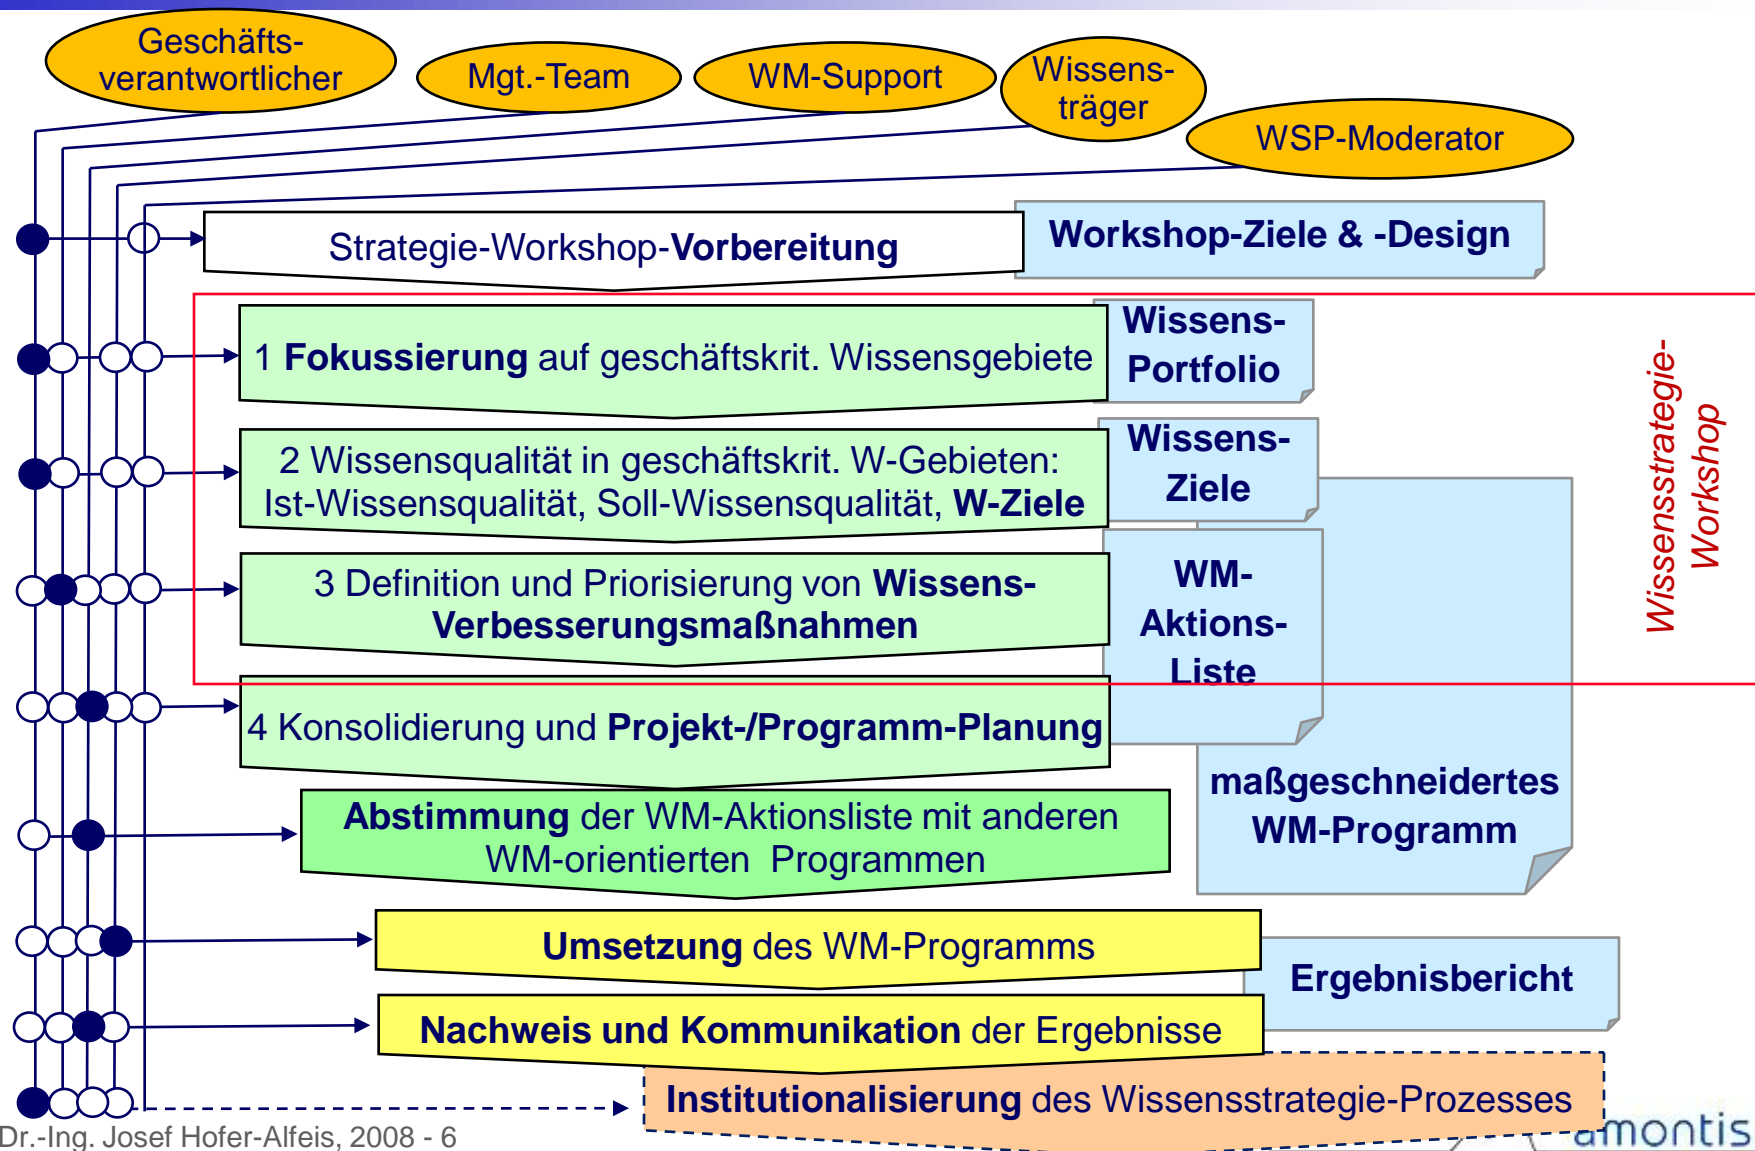 Geschäfts-
verantwortlicher
Mgt.-Team
WM-Support
Wissens-
träger
WSP-Moderator
Strategie-Workshop-Vorbereitung
Workshop-Ziele & -Design
1 Fokussierung auf geschäftskrit. Wissensgebiete
Wissens-
Portfolio
2 Wissensqualität in geschäftskrit. W-Gebieten:
Ist-Wissensqualität, Soll-Wissensqualität, W-Ziele
Wissens-
Ziele
3 Definition und Priorisierung von Wissens-
Verbesserungsmaßnahmen
WM-
Aktions-
Liste
Wissensstrategie-
Workshop
4 Konsolidierung und Projekt-/Programm-Planung
maßgeschneidertes
WM-Programm
Abstimmung der WM-Aktionsliste mit anderen
WM-orientierten Programmen
Umsetzung des WM-Programms
Ergebnisbericht
Nachweis und Kommunikation der Ergebnisse
Institutionalisierung des Wissensstrategie-Prozesses
Dr.-Ing. Josef Hofer-Alfeis, 2008 - 6
amontis